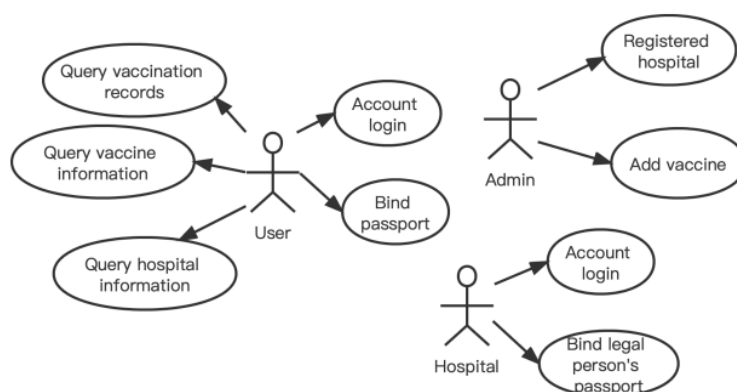 Query vaccination
records
Query vaccine
information
Query hospital
information
Account
login
Bind
passport
User
Registered
hospital
Add vaccine
Admin
Account
login
Bind legal
person's
passport
Hospital